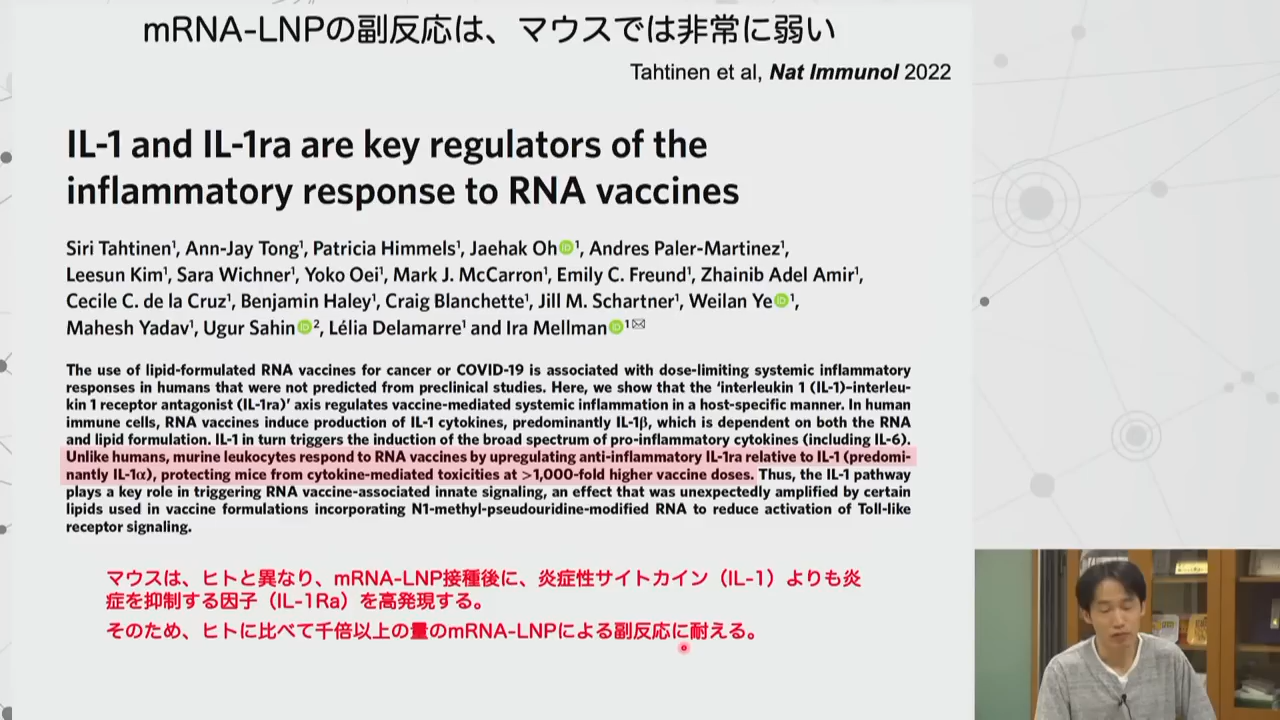 mRNA-LNPの副反応は、マウスでは非常に弱い
Tahtinen et al, Nat Immunol 2022
IL-1 and IL-1ra are key regulators of the
inflammatory response to RNA vaccines
Siri Tahtinen¹, Ann-Jay Tong¹, Patricia Himmels¹, Jaehak Oh iD ¹, Andres Paler-Martinez¹,
Leesun Kim¹, Sara Wichner¹, Yoko Oei¹, Mark J. McCarron¹, Emily C. Freund¹, Zhainib Adel Amir¹,
Cecile C. de la Cruz¹, Benjamin Haley¹, Craig Blanchette¹, Jill M. Schartner¹, Weilan Ye iD ¹,
Mahesh Yadav¹, Ugur Sahin iD ², Lélia Delamarre¹ and Ira Mellman iD ¹ ✉
The use of lipid-formulated RNA vaccines for cancer or COVID-19 is associated with dose-limiting systemic inflammatory
responses in humans that were not predicted from preclinical studies. Here, we show that the ‘interleukin 1 (IL-1)–interleu-
kin 1 receptor antagonist (IL-1ra)’ axis regulates vaccine-mediated systemic inflammation in a host-specific manner. In human
immune cells, RNA vaccines induce production of IL-1 cytokines, predominantly IL-1β, which is dependent on both the RNA
and lipid formulation. IL-1 in turn triggers the induction of the broad spectrum of pro-inflammatory cytokines (including IL-6).
Unlike humans, murine leukocytes respond to RNA vaccines by upregulating anti-inflammatory IL-1ra relative to IL-1 (predomi-
nantly IL-1α), protecting mice from cytokine-mediated toxicities at >1,000-fold higher vaccine doses. Thus, the IL-1 pathway
plays a key role in triggering RNA vaccine-associated innate signaling, an effect that was unexpectedly amplified by certain
lipids used in vaccine formulations incorporating N1-methyl-pseudouridine-modified RNA to reduce activation of Toll-like
receptor signaling.
マウスは、ヒトと異なり、mRNA-LNP接種後に、炎症性サイトカイン（IL-1）よりも炎
症を抑制する因子（IL-1Ra）を高発現する。
そのため、ヒトに比べて千倍以上の量のmRNA-LNPによる副反応に耐える。